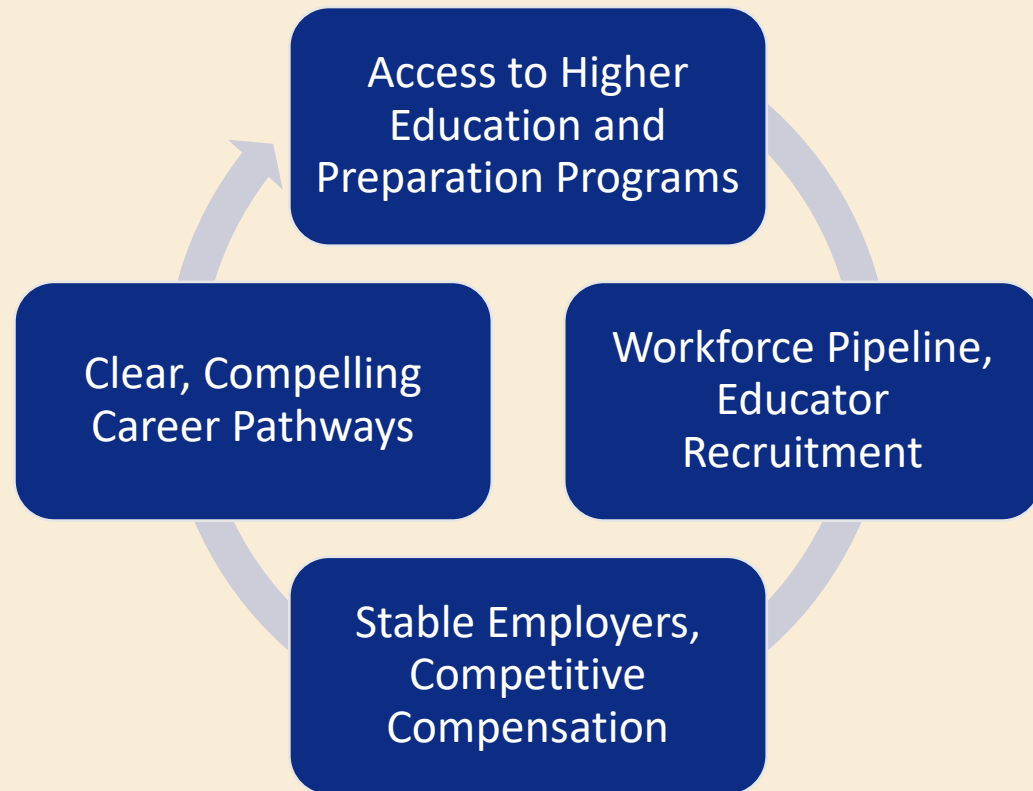 Access to Higher
Education and
Preparation Programs
Workforce Pipeline,
Educator
Recruitment
Stable Employers,
Competitive
Compensation
Clear, Compelling
Career Pathways